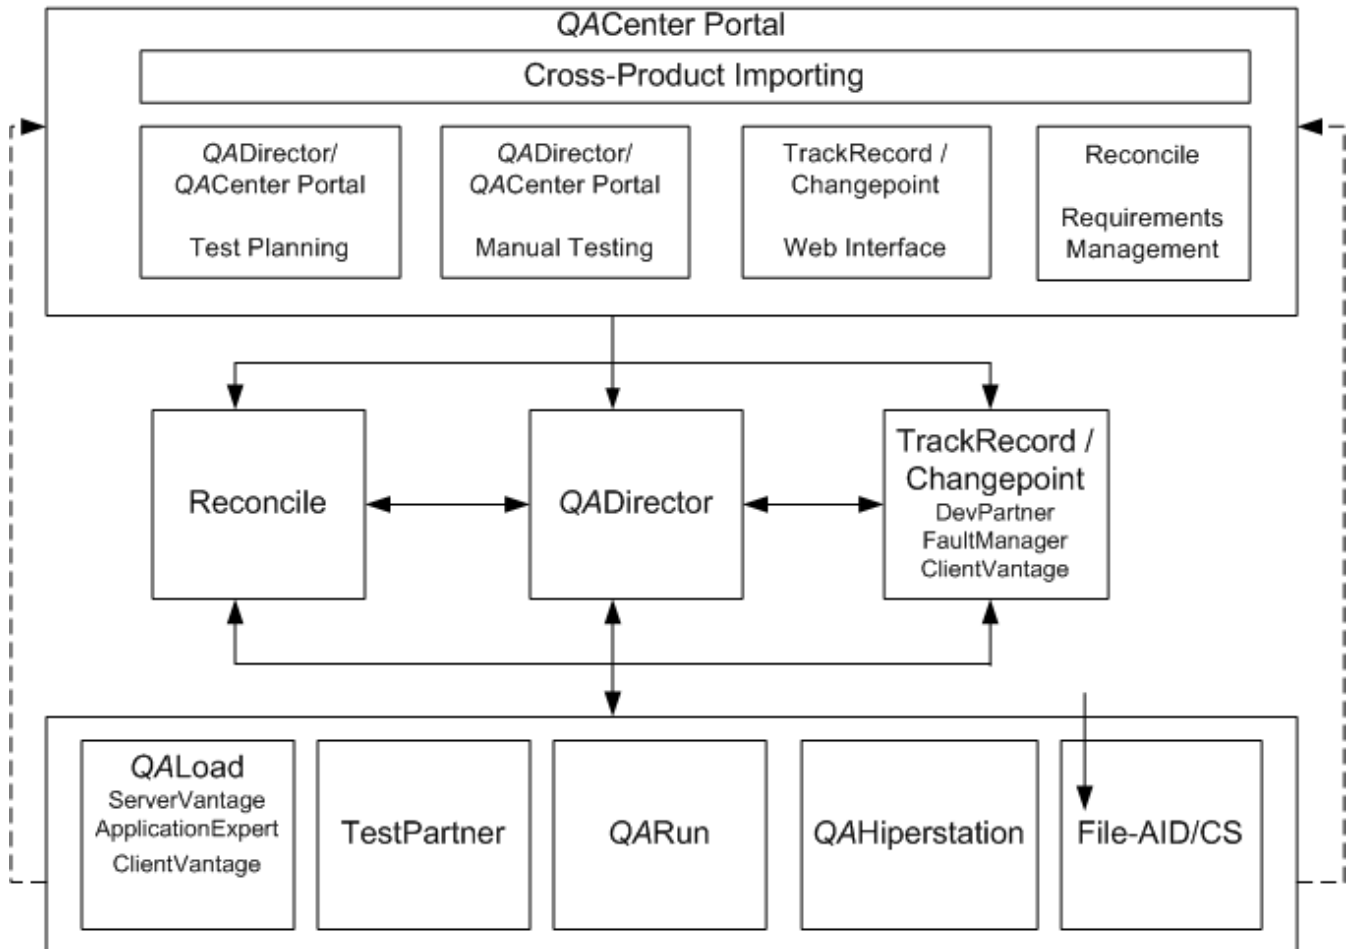 QACenter Portal
Cross-Product Importing
QADirector/
QACenter Portal
Test Planning
QADirector/
QACenter Portal
Manual Testing
TrackRecord /
Changepoint
Web Interface
Reconcile
Requirements
Management
Reconcile
QADirector
TrackRecord /
Changepoint
DevPartner
FaultManager
ClientVantage
QALoad
ServerVantage
ApplicationExpert
ClientVantage
TestPartner
QARun
QAHiperstation
File-AID/CS